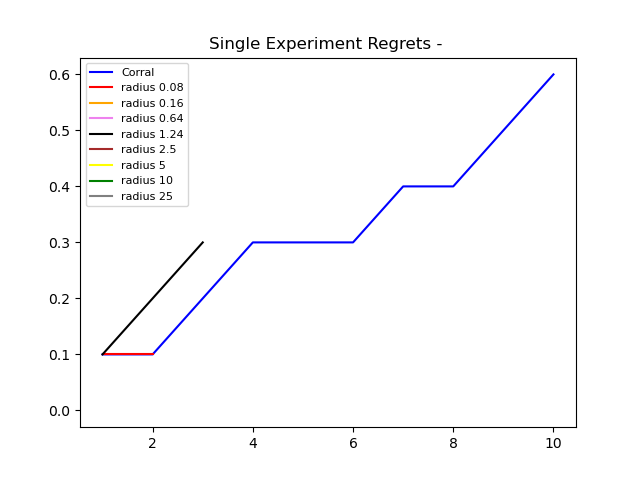 Single Experiment Regrets -
Corral
radius 0.08
radius 0.16
radius 0.64
radius 1.24
radius 2.5
radius 5
radius 10
radius 25
0.6
0.5
0.4
0.3
0.2
0.1
0.0
2 4 6 8 10